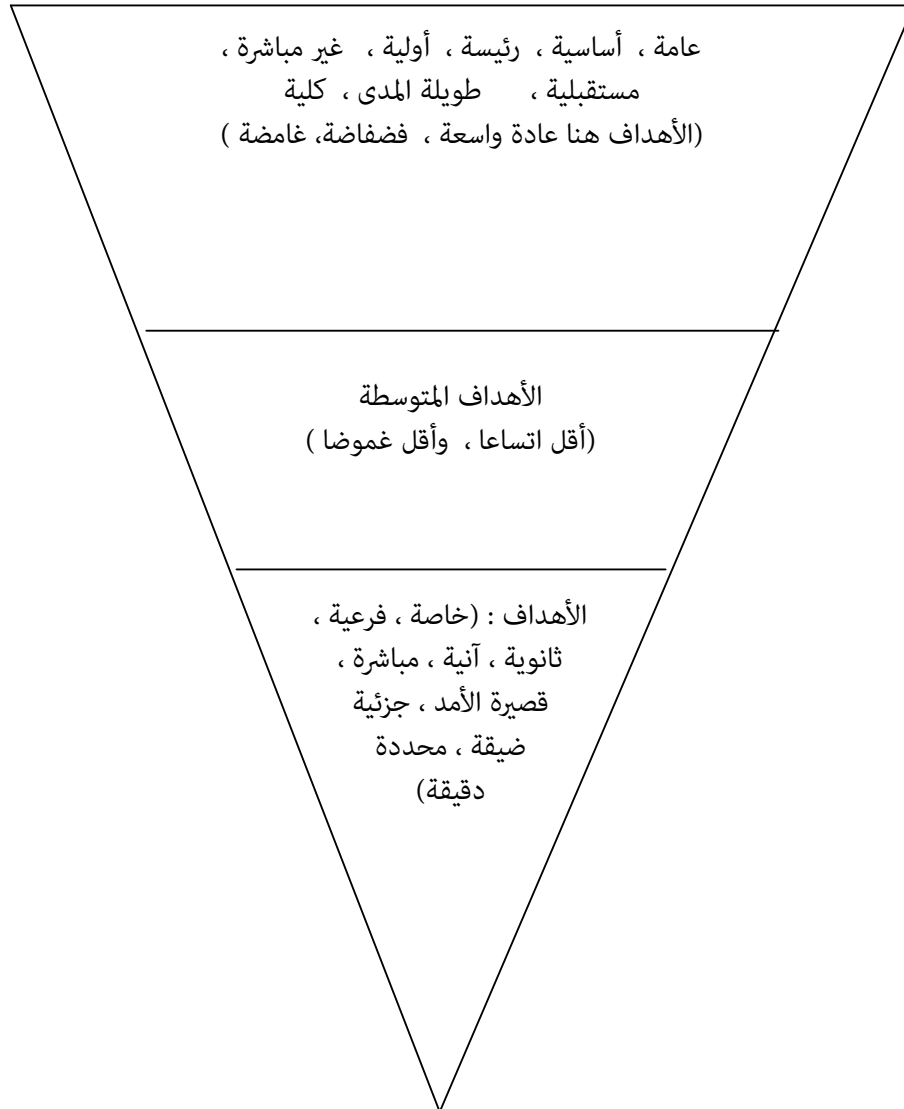 عامة ، أساسية ، رئيسة ، أولية ، غير مباشرة ،
مستقبلية ، طويلة المدى ، كلية
(الأهداف هنا عادة واسعة ، فضفاضة، غامضة )
الأهداف المتوسطة
(أقل اتساعا ، وأقل غموضا )
الأهداف : (خاصة ، فرعية ،
ثانوية ، آنية ، مباشرة ،
قصيرة الأمد ، جزئية
ضيقة ، محددة
دقيقة)